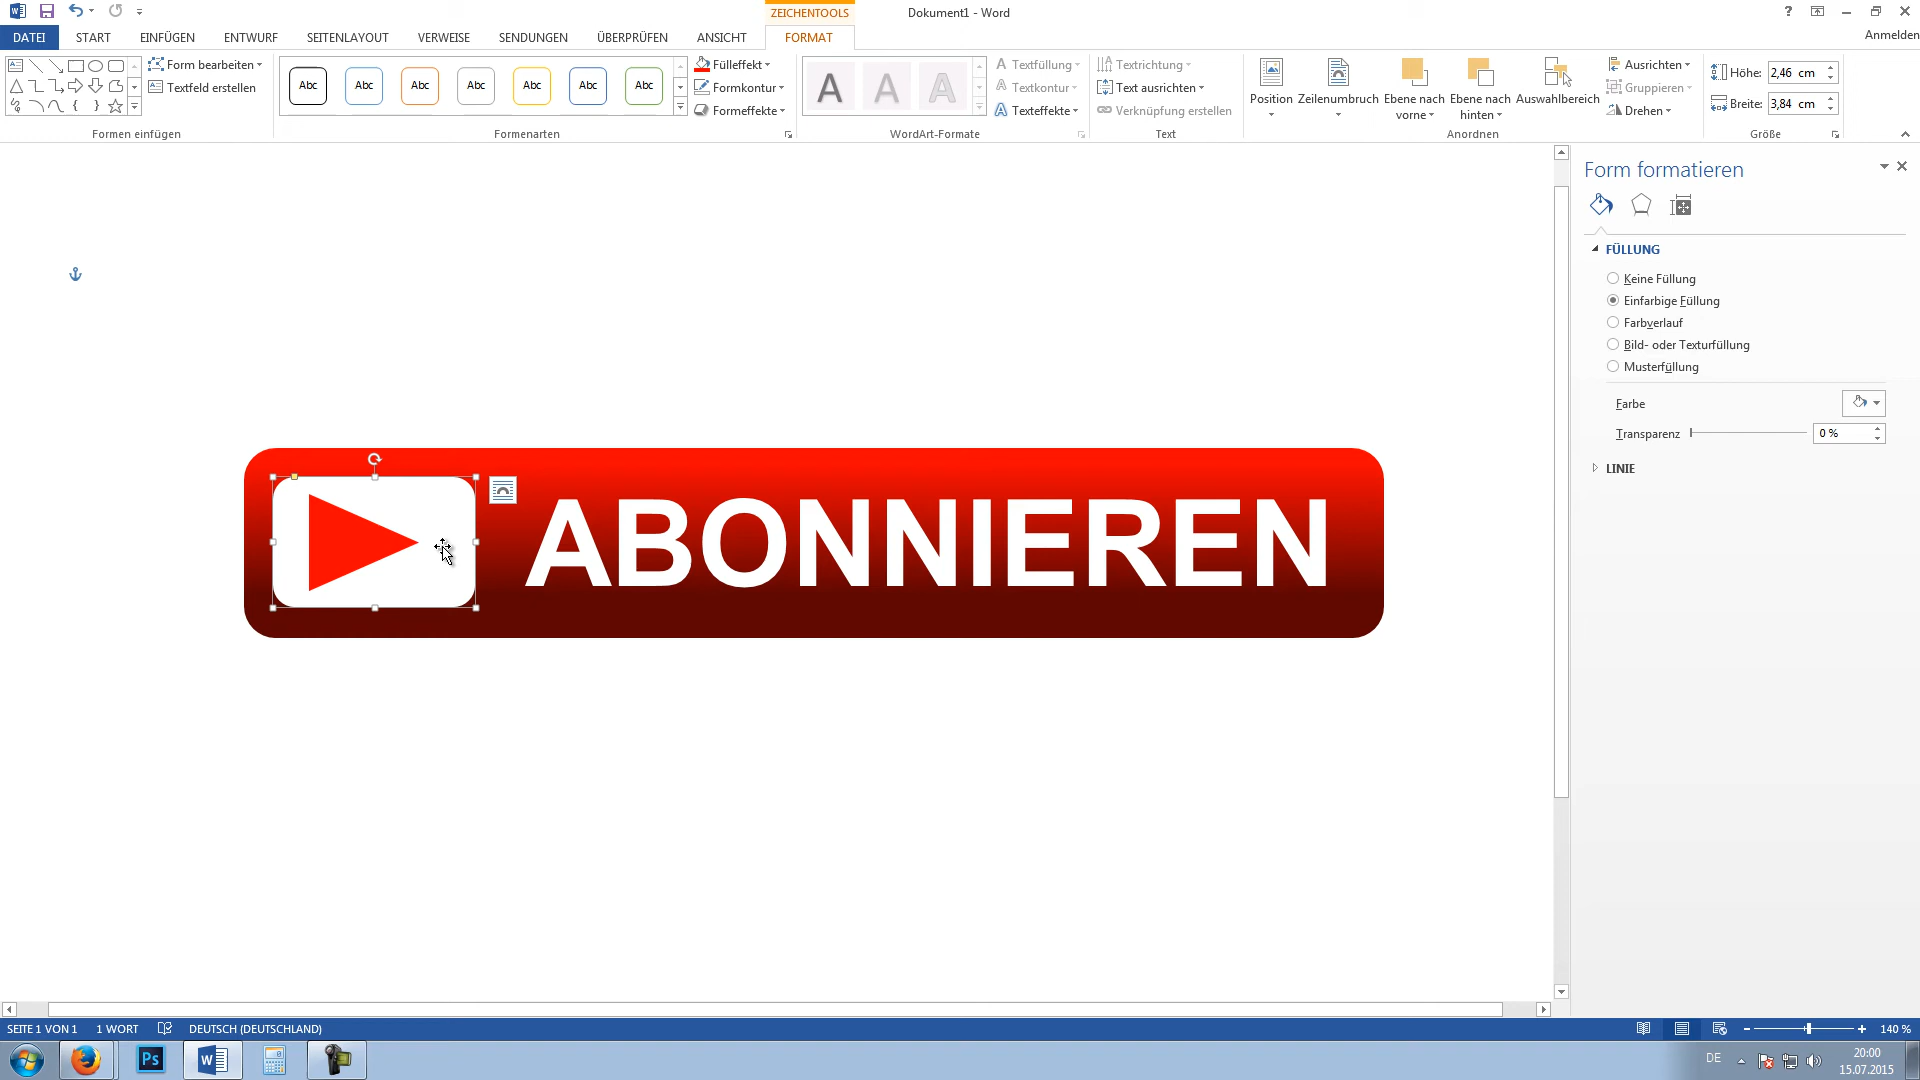 ZEICHENTOOLS
Dokument1 - Word
?
DATEI START EINFÜGEN ENTWURF SEITENLAYOUT VERWEISE SENDUNGEN ÜBERPRÜFEN ANSICHT FORMAT
Anmelden
Form bearbeiten
Textfeld erstellen
Formen einfügen
Abc Abc Abc Abc Abc Abc Abc
Fülleffekt
Formkontur
Formeffekte
Formenarten
A A A
Textfüllung
Textkontur
Texteffekte
WordArt-Formate
Textrichtung
Text ausrichten
Verknüpfung erstellen
Text
Position
Zeilenumbruch
Ebene nach vorne
Ebene nach hinten
Auswahlbereich
Ausrichten
Gruppieren
Drehen
Anordnen
Höhe: 2,46 cm
Breite: 3,84 cm
Größe
Form formatieren
FÜLLUNG
Keine Füllung
Einfarbige Füllung
Farbverlauf
Bild- oder Texturfüllung
Musterfüllung
Farbe
Transparenz 0 %
LINIE
ABONNIEREN
SEITE 1 VON 1 1 WORT DEUTSCH (DEUTSCHLAND)
140 %
Ps
DE
20:00
15.07.2015